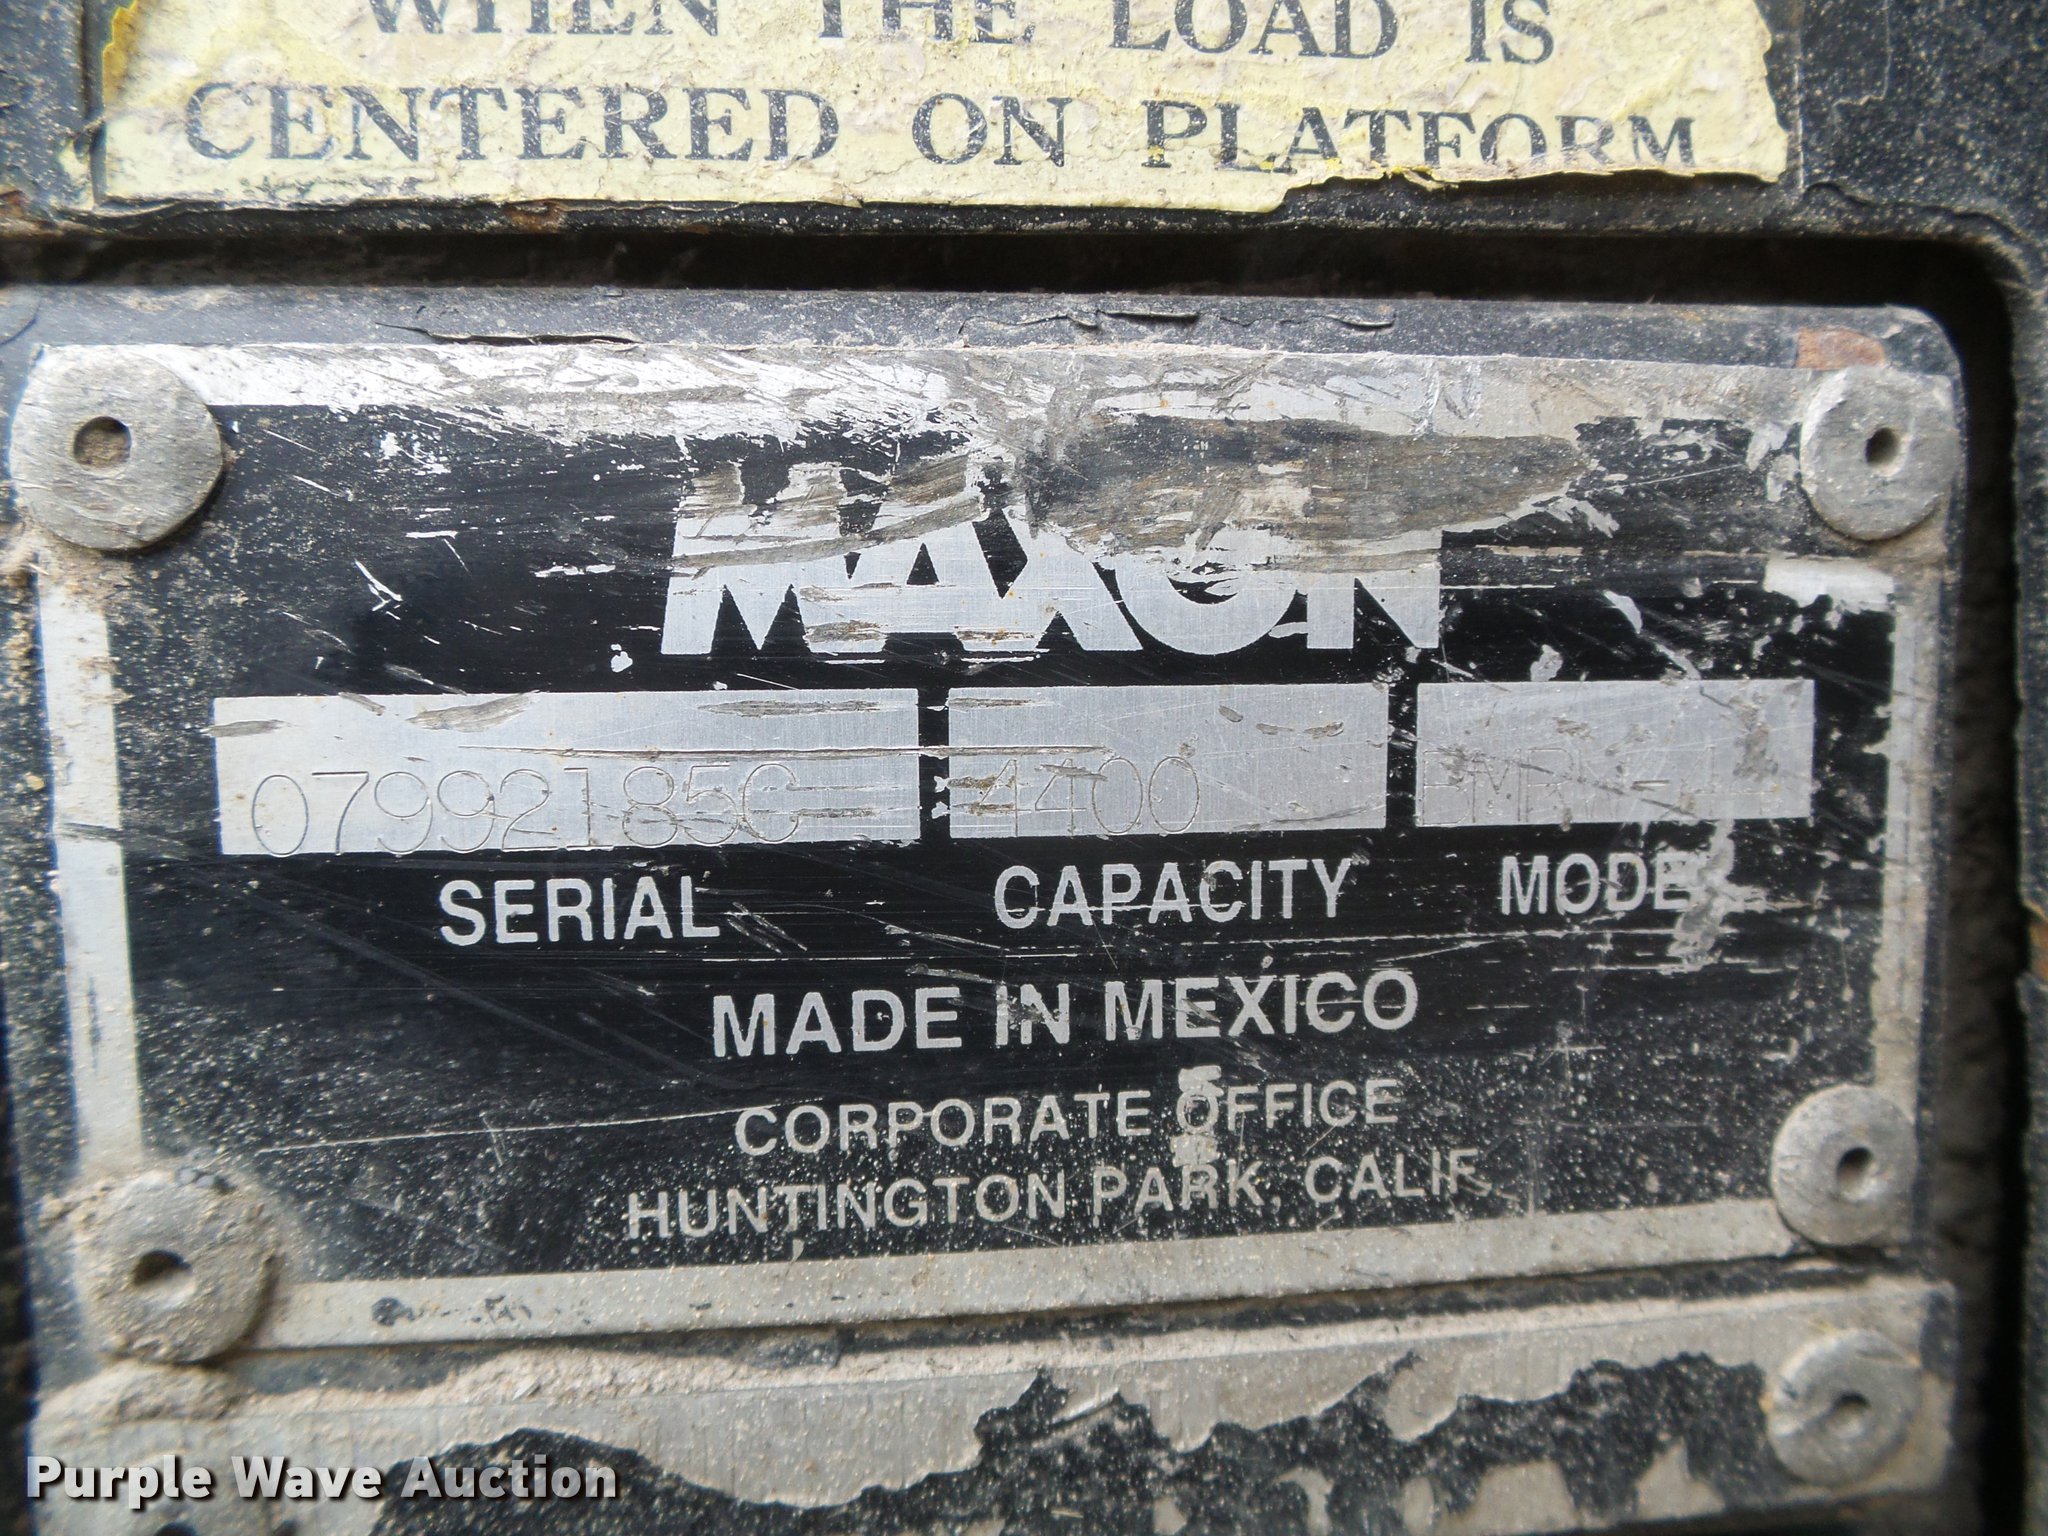 WHEN THE LOAD IS
CENTERED ON PLATFORM
MAXON
079921850 4400
SERIAL CAPACITY MODEL
MADE IN MEXICO
CORPORATE OFFICE
HUNTINGTON PARK, CALIF.
Purple Wave Auction